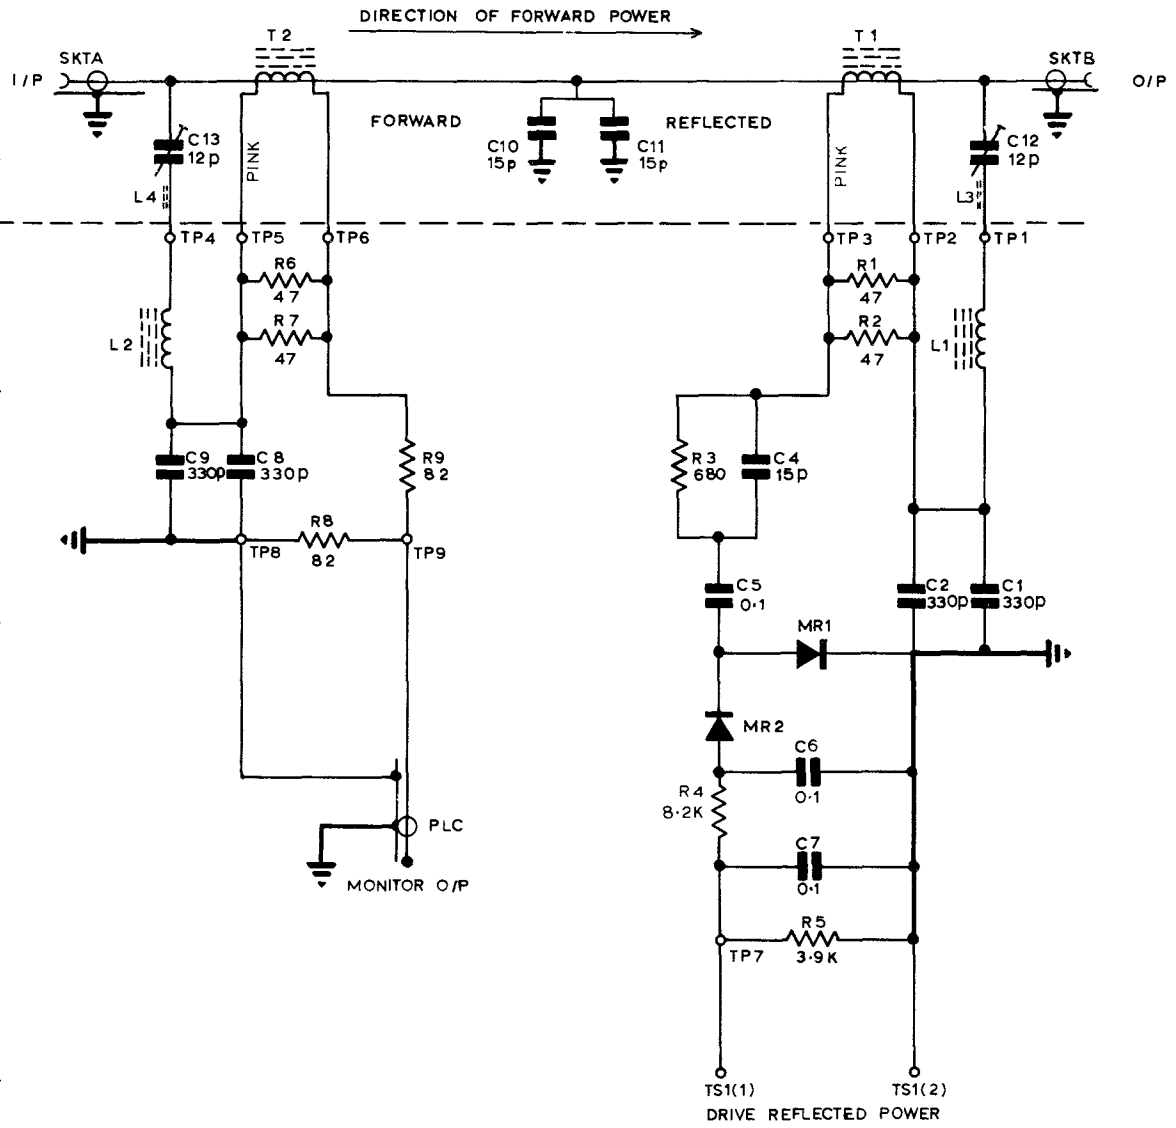 DIRECTION OF FORWARD POWER
T2
T1
SKTA
SKTB
I/P
O/P
FORWARD
REFLECTED
C13
12p
C10
15p
C11
15p
C12
12p
PINK
PINK
L4
L3
TP4
TP5
TP6
TP3
TP2
TP1
R6
47
R1
47
R7
47
R2
47
L2
L1
C9
330p
C8
330p
R9
82
R3
680
C4
15p
R8
82
TP8
TP9
C5
0·1
C2
330p
C1
330p
MR1
MR2
C6
0·1
R4
8·2K
PLC
C7
0·1
MONITOR O/P
R5
3·9K
TP7
TS1(1)
TS1(2)
DRIVE REFLECTED POWER